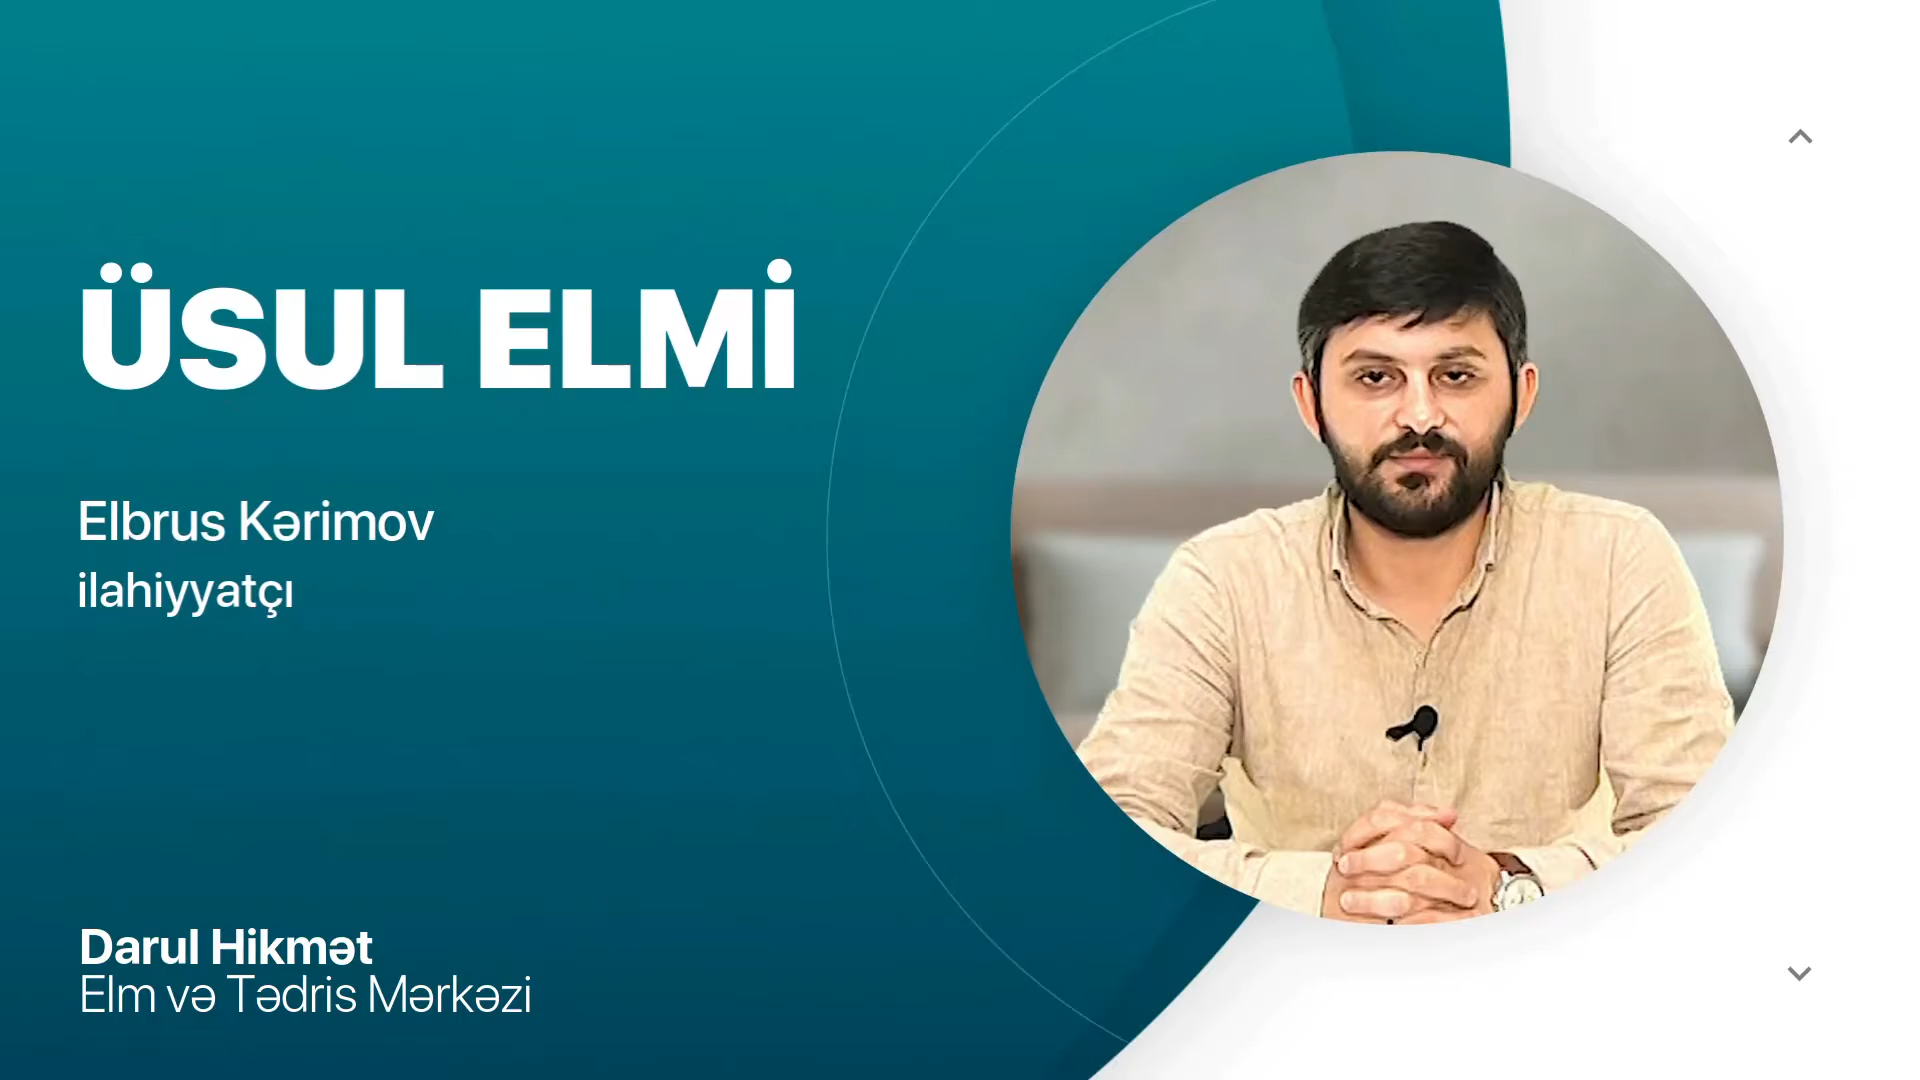 ÜSUL ELMİ
Elbrus Kərimov
ilahiyyatçı
Darul Hikmət
Elm və Tədris Mərkəzi